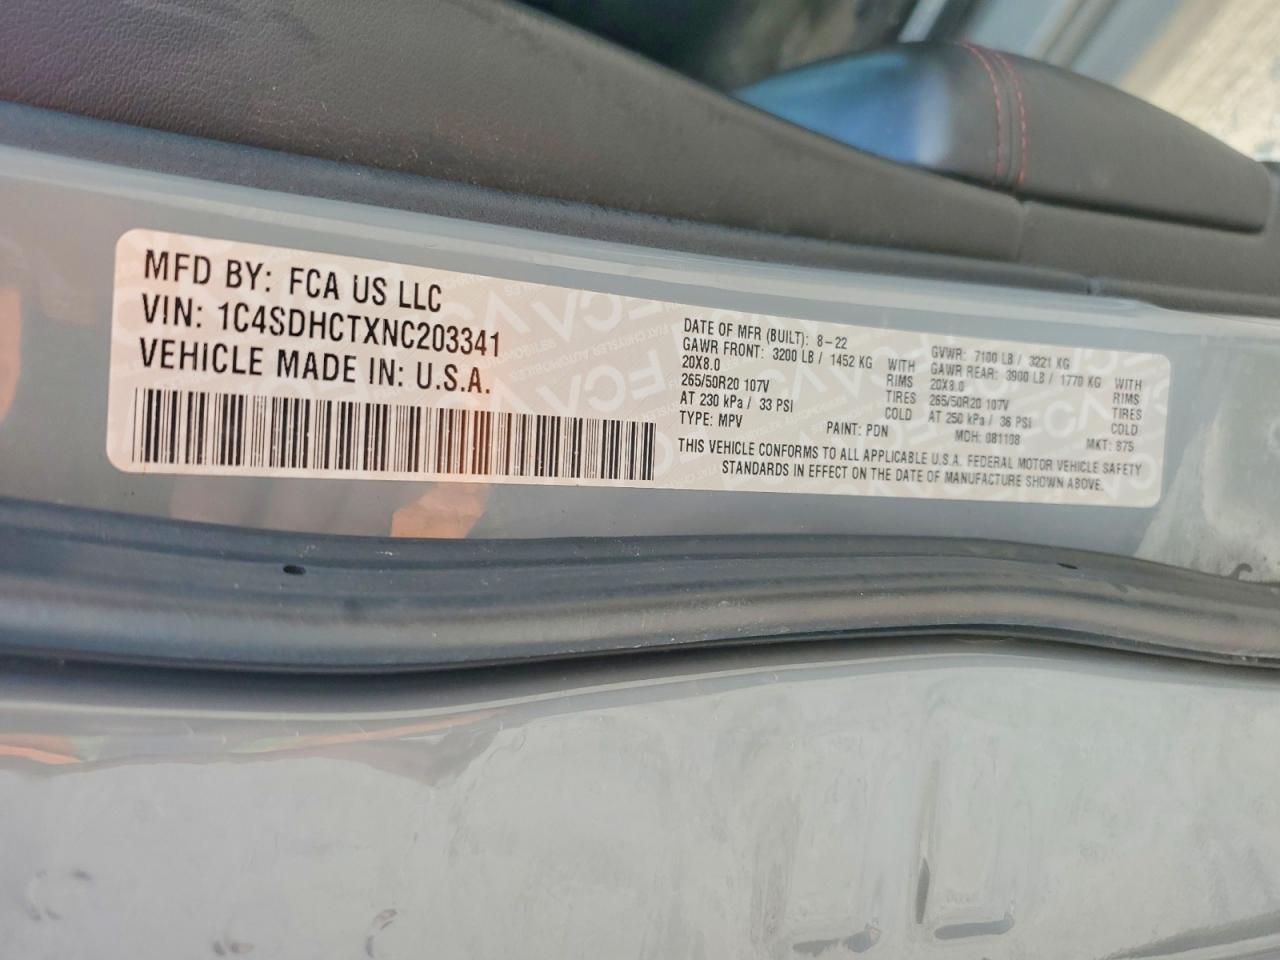 MFD BY: FCA US LLC
VIN: 1C4SDHCTXNC203341
VEHICLE MADE IN: U.S.A.
DATE OF MFR (BUILT): 8-22
GAWR FRONT: 3200 LB / 1452 KG WITH
20X8.0 RIMS
265/50R20 107V TIRES
AT 230 kPa / 33 PSI COLD
GVWR: 7100 LB / 3221 KG
GAWR REAR: 3900 LB / 1770 KG WITH
20X8.0 RIMS
265/50R20 107V TIRES
AT 250 kPa / 36 PSI COLD
TYPE: MPV PAINT: PDN MDH: 081108 MKT: 875
THIS VEHICLE CONFORMS TO ALL APPLICABLE U.S.A. FEDERAL MOTOR VEHICLE SAFETY
STANDARDS IN EFFECT ON THE DATE OF MANUFACTURE SHOWN ABOVE.